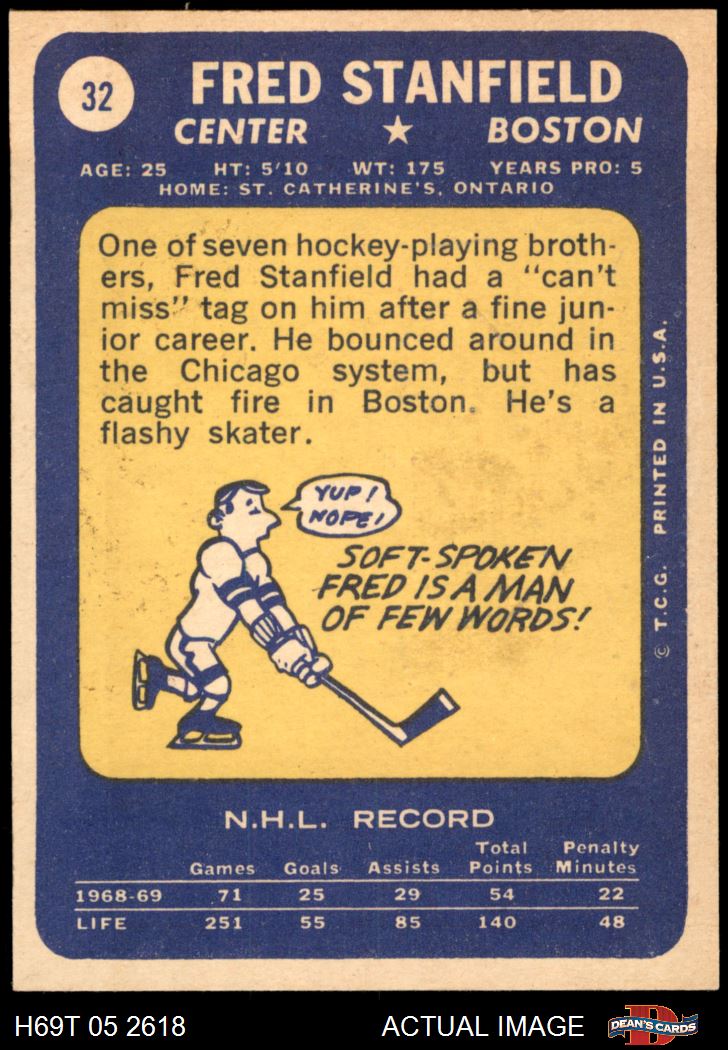 32
FRED STANFIELD
CENTER ★ BOSTON
AGE: 25 HT: 5'10 WT: 175 YEARS PRO: 5
HOME: ST. CATHERINE'S, ONTARIO
One of seven hockey-playing broth-
ers, Fred Stanfield had a "can't
miss" tag on him after a fine jun-
ior career. He bounced around in
the Chicago system, but has
caught fire in Boston. He's a
flashy skater.
YUP!
NOPE!
SOFT-SPOKEN
FRED IS A MAN
OF FEW WORDS!
© T.C.G. PRINTED IN U.S.A.
N.H.L. RECORD
Games Goals Assists Total Points Penalty Minutes
1968-69 71 25 29 54 22
LIFE 251 55 85 140 48
H69T 05 2618 ACTUAL IMAGE D DEAN'S CARDS